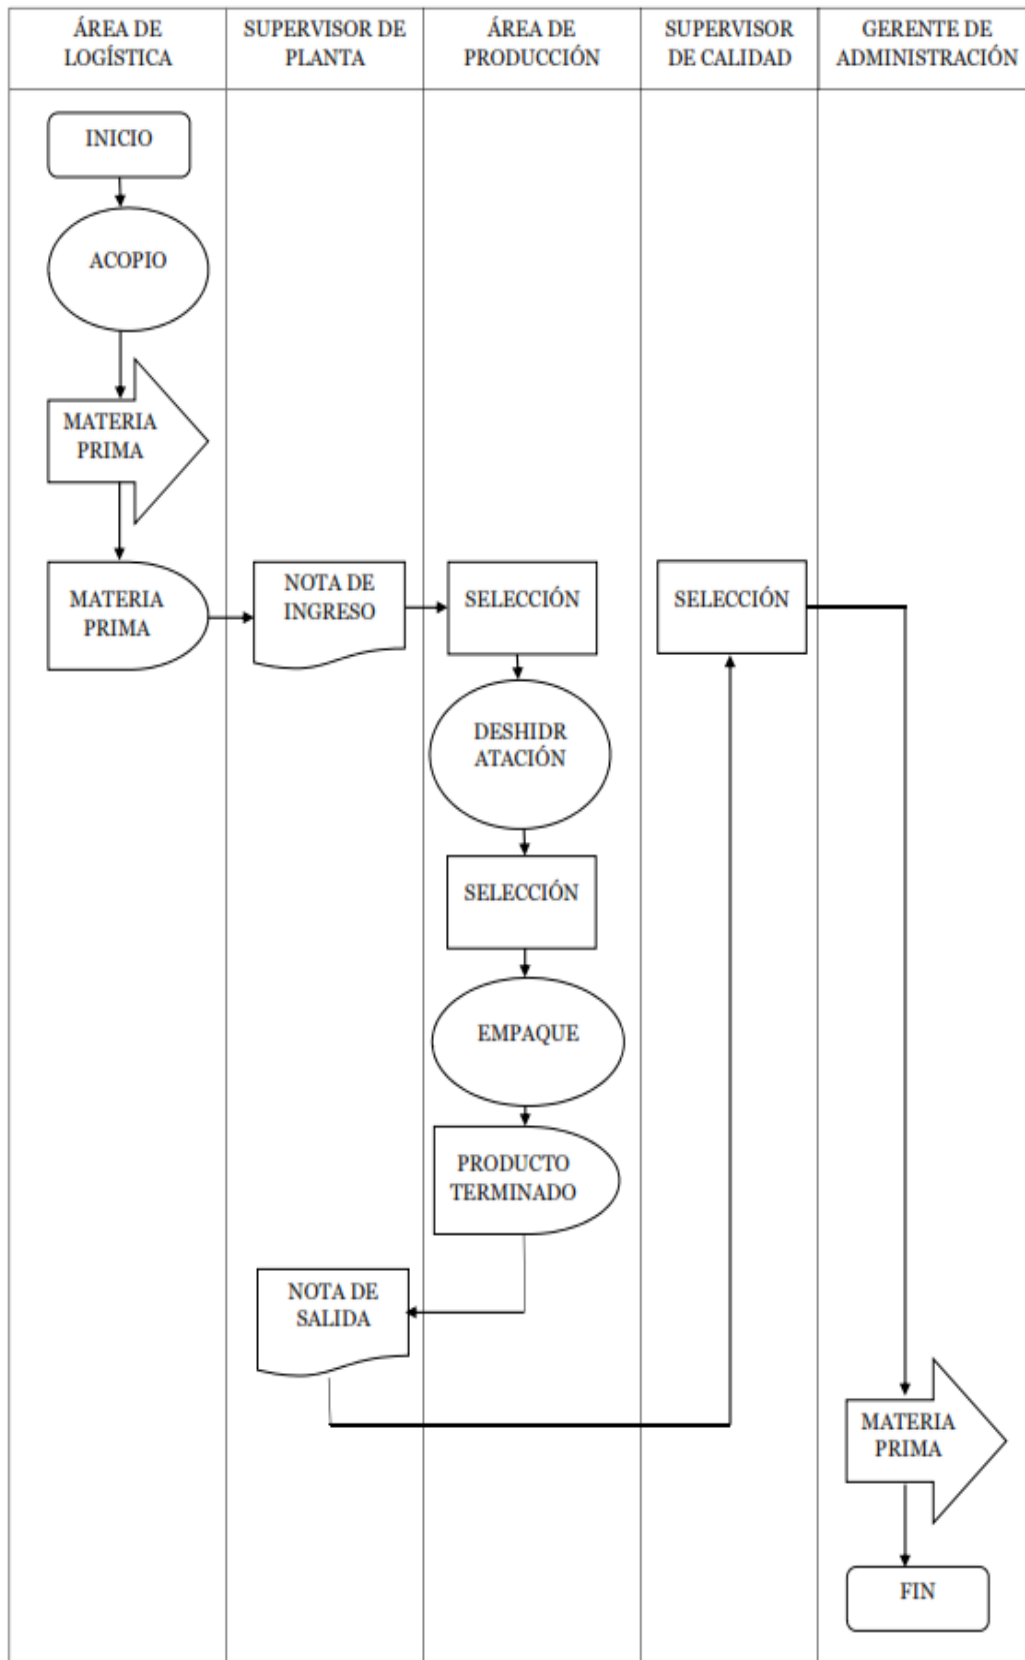 ÁREA DE
LOGÍSTICA
SUPERVISOR DE
PLANTA
ÁREA DE
PRODUCCIÓN
SUPERVISOR
DE CALIDAD
GERENTE DE
ADMINISTRACIÓN
INICIO
ACOPIO
MATERIA
PRIMA
MATERIA
PRIMA
NOTA DE
INGRESO
SELECCIÓN
SELECCIÓN
DESHIDR
ATACIÓN
SELECCIÓN
EMPAQUE
PRODUCTO
TERMINADO
NOTA DE
SALIDA
MATERIA
PRIMA
FIN